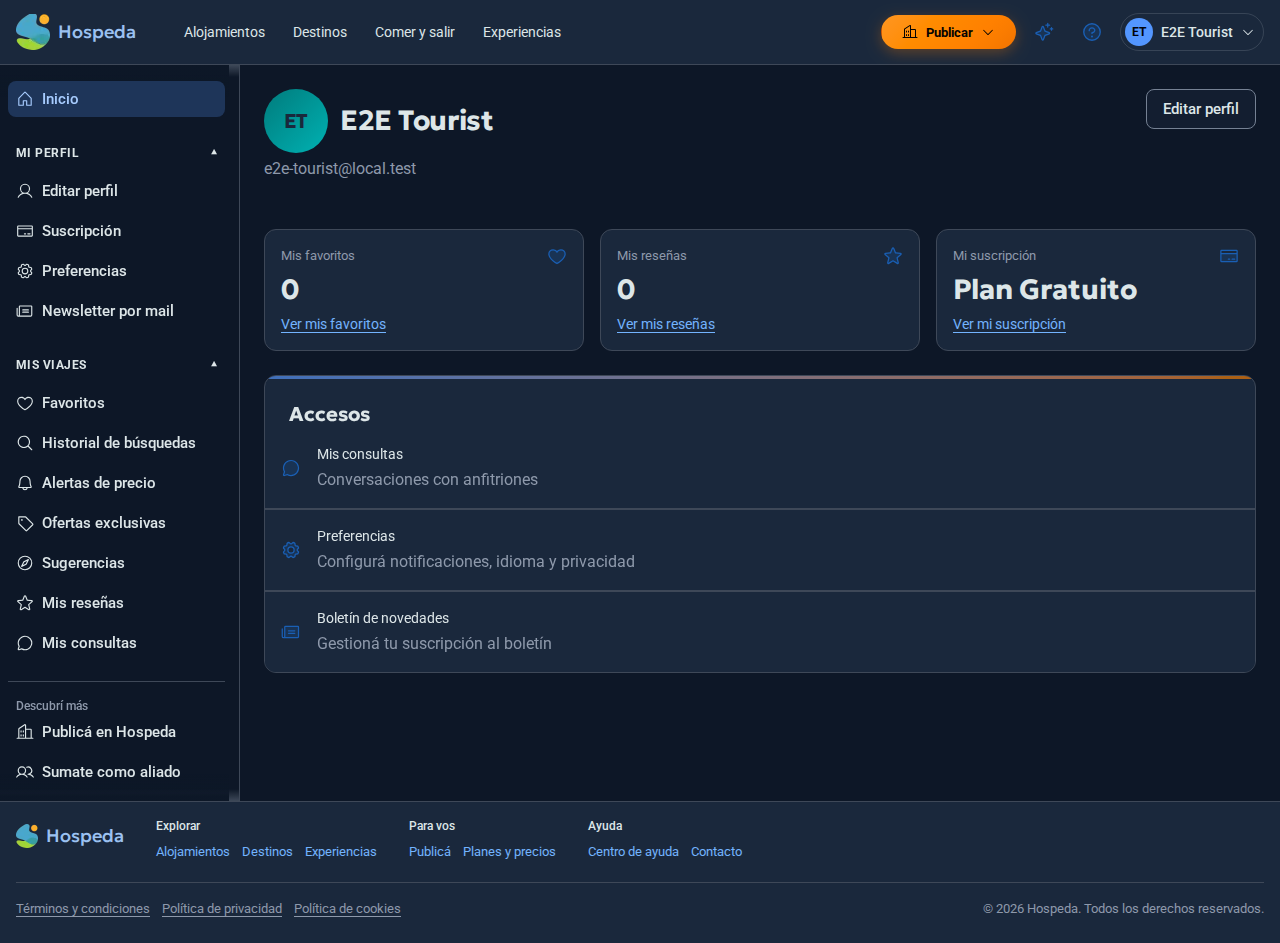 Hospeda
Alojamientos
Destinos
Comer y salir
Experiencias
Publicar
ET
E2E Tourist
Inicio
MI PERFIL
Editar perfil
Suscripción
Preferencias
Newsletter por mail
MIS VIAJES
Favoritos
Historial de búsquedas
Alertas de precio
Ofertas exclusivas
Sugerencias
Mis reseñas
Mis consultas
Descubrí más
Publicá en Hospeda
Sumate como aliado
ET
E2E Tourist
e2e-tourist@local.test
Editar perfil
Mis favoritos
0
Ver mis favoritos
Mis reseñas
0
Ver mis reseñas
Mi suscripción
Plan Gratuito
Ver mi suscripción
Accesos
Mis consultas
Conversaciones con anfitriones
Preferencias
Configurá notificaciones, idioma y privacidad
Boletín de novedades
Gestioná tu suscripción al boletín
Hospeda
Explorar
Alojamientos Destinos Experiencias
Para vos
Publicá Planes y precios
Ayuda
Centro de ayuda Contacto
Términos y condiciones Política de privacidad Política de cookies
© 2026 Hospeda. Todos los derechos reservados.